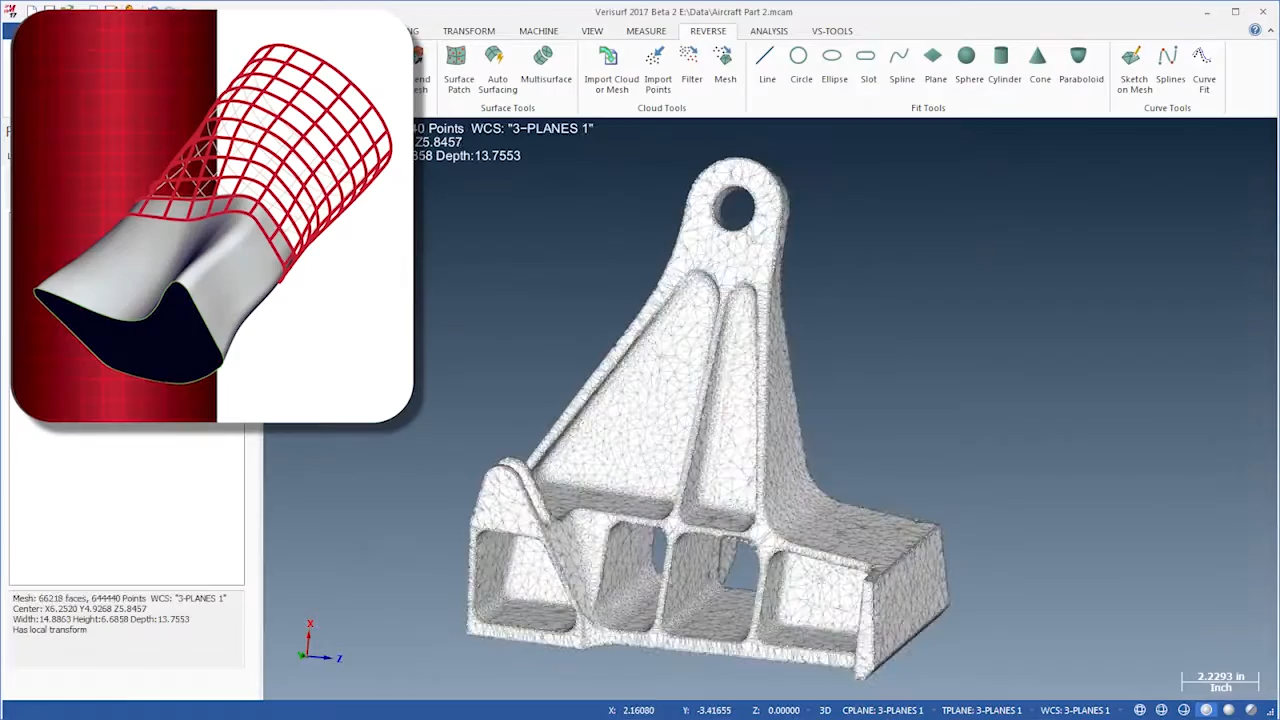 Verisurf 2017 Beta 2 E:\Data\Aircraft Part 2.mcam
TRANSFORM MACHINE VIEW MEASURE REVERSE ANALYSIS VS-TOOLS
Surface Patch
Auto Surfacing
Multisurface
Import Cloud or Mesh
Import Points
Filter
Mesh
Line
Circle
Ellipse
Slot
Spline
Plane
Sphere
Cylinder
Cone
Paraboloid
Sketch on Mesh
Splines
Curve Fit
Surface Tools
Cloud Tools
Fit Tools
Curve Tools
Points WCS: "3-PLANES 1"
Z5.8457
Depth:13.7553
Mesh: 66218 faces, 644440 Points WCS: "3-PLANES 1"
Center: X6.2520 Y4.9268 Z5.8457
Width:14.8863 Height:6.6858 Depth:13.7553
Has local transform
X
Z
2.2293 in
Inch
X: 2.16080 Y: -3.41655 Z: 0.00000 3D CPLANE: 3-PLANES 1 TPLANE: 3-PLANES 1 WCS: 3-PLANES 1